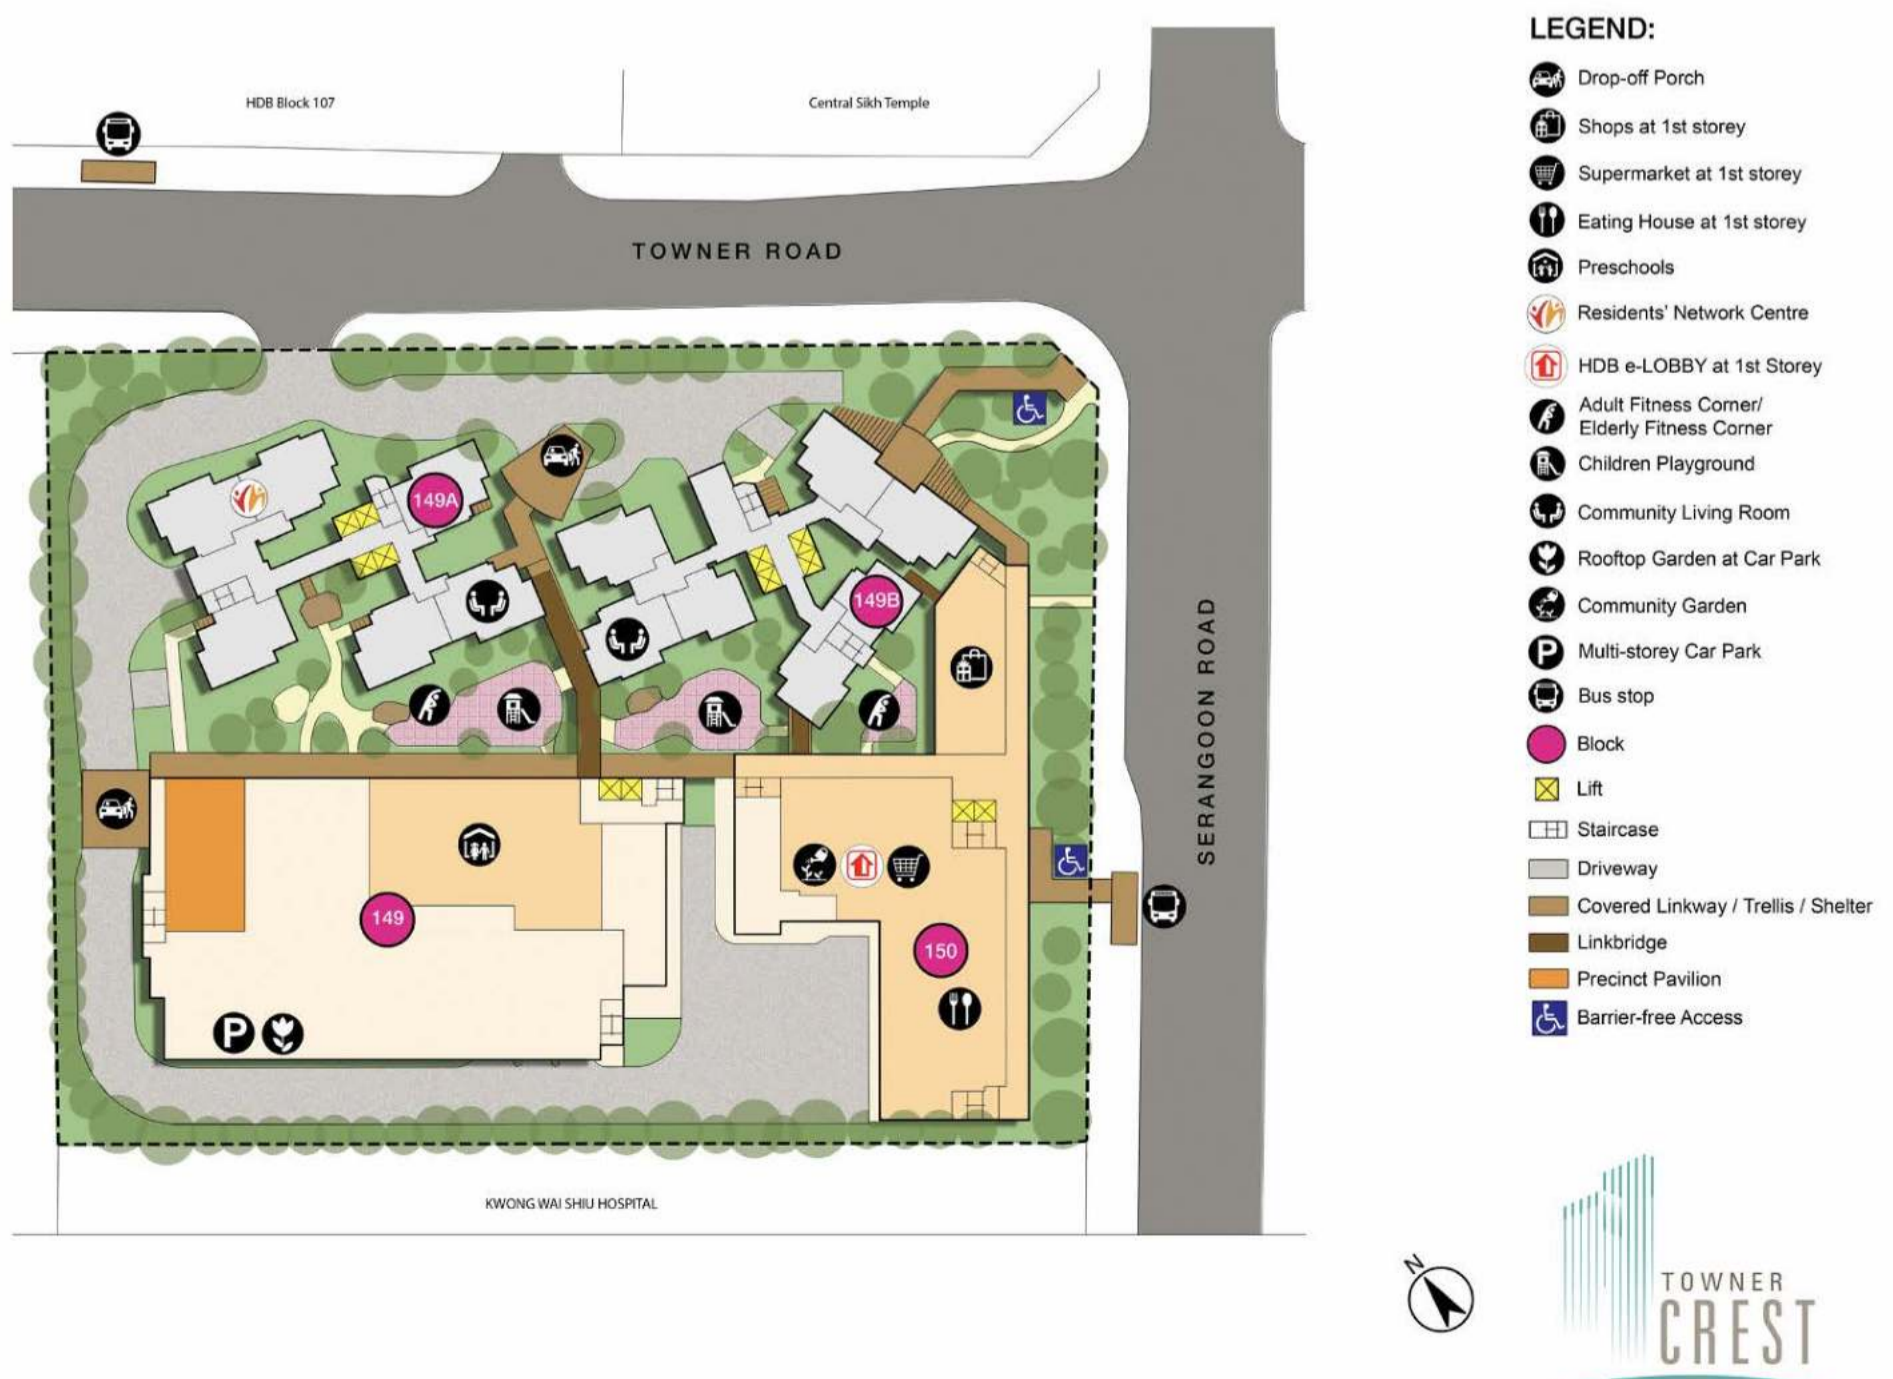 HDB Block 107
Central Sikh Temple
TOWNER ROAD
149A
149B
SERANGOON ROAD
149
150
P
KWONG WAI SHIU HOSPITAL
N
LEGEND:
Drop-off Porch
Shops at 1st storey
Supermarket at 1st storey
Eating House at 1st storey
Preschools
Residents' Network Centre
HDB e-LOBBY at 1st Storey
Adult Fitness Corner/
Elderly Fitness Corner
Children Playground
Community Living Room
Rooftop Garden at Car Park
Community Garden
P Multi-storey Car Park
Bus stop
Block
Lift
Staircase
Driveway
Covered Linkway / Trellis / Shelter
Linkbridge
Precinct Pavilion
Barrier-free Access
TOWNER
CREST